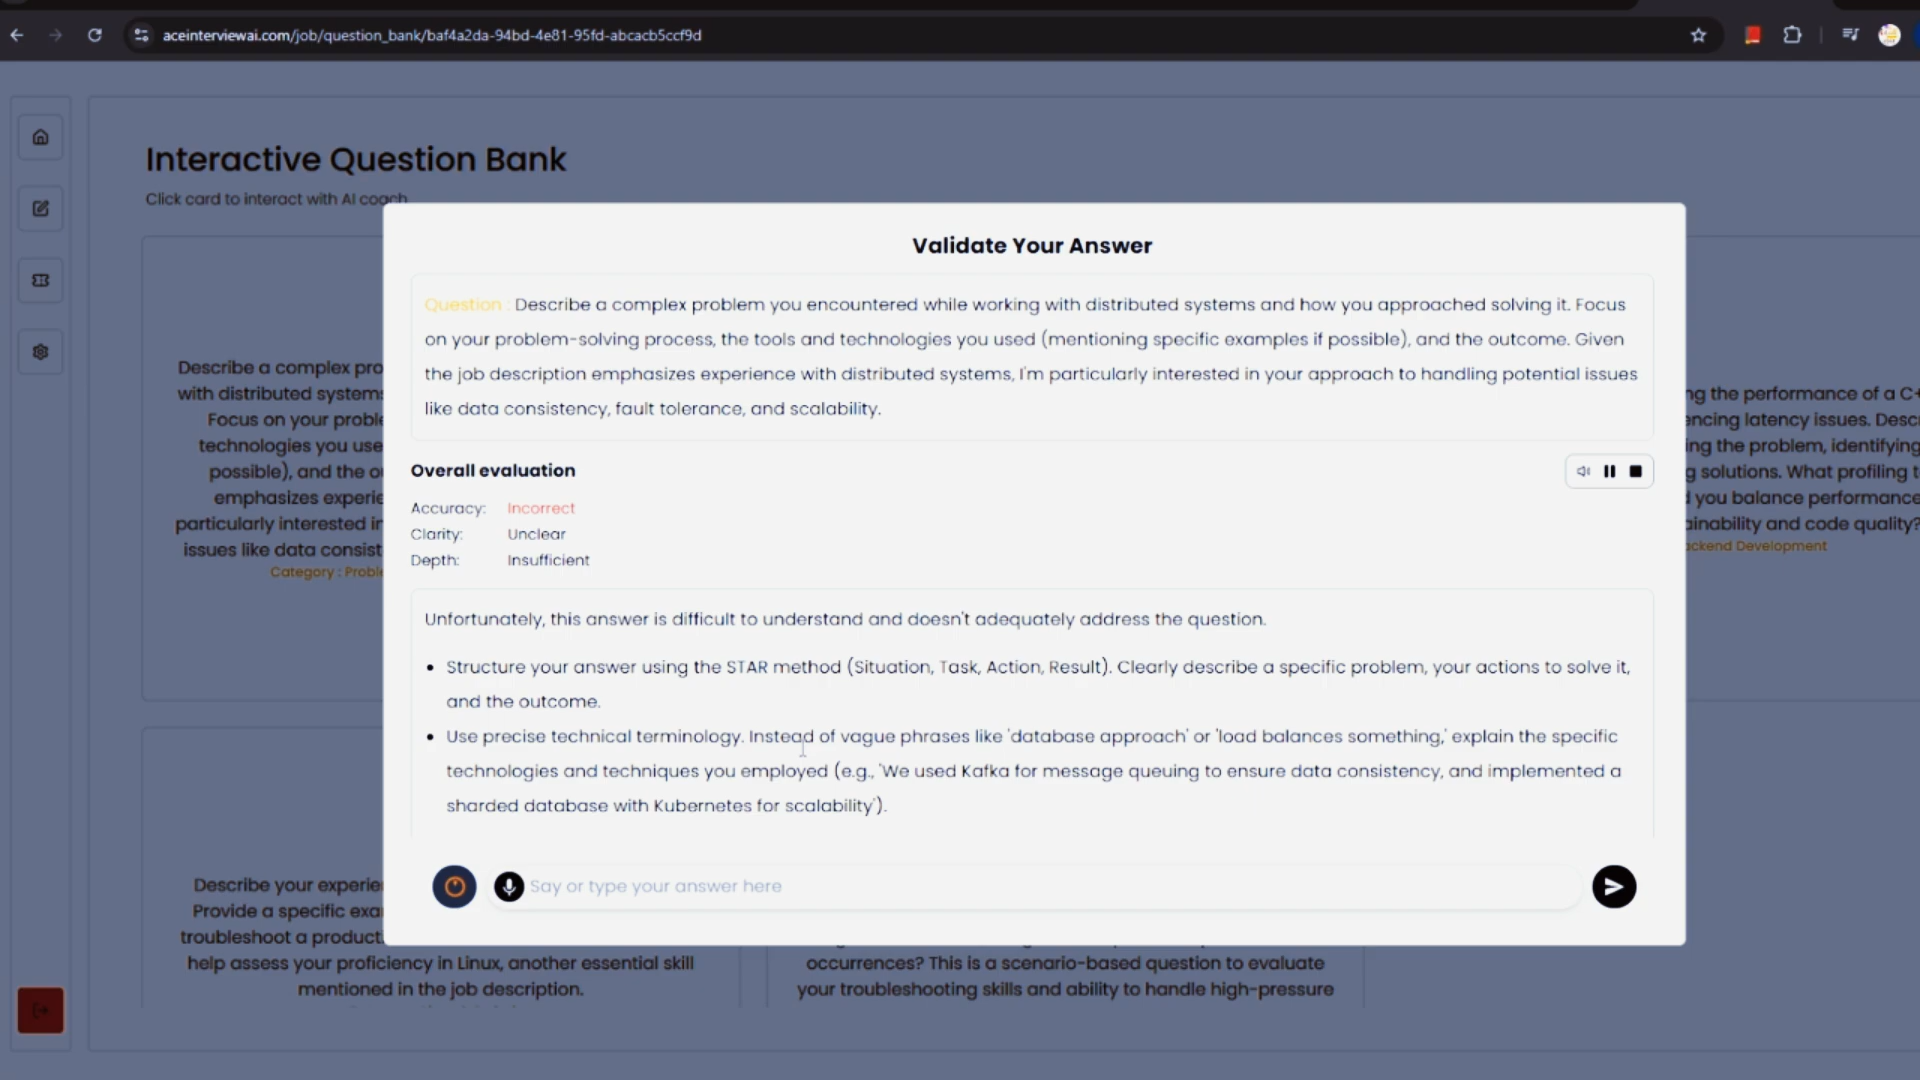 aceinterviewai.com/job/question_bank/baf4a2da-94bd-4e81-95fd-abcacb5ccf9d
Interactive Question Bank
Click card to interact with AI coach
Describe a complex pro
with distributed systems
Focus on your proble
technologies you use
possible), and the o
emphasizes experie
particularly interested in
issues like data consist
Category : Proble
Validate Your Answer
Question : Describe a complex problem you encountered while working with distributed systems and how you approached solving it. Focus
on your problem-solving process, the tools and technologies you used (mentioning specific examples if possible), and the outcome. Given
the job description emphasizes experience with distributed systems, I'm particularly interested in your approach to handling potential issues
like data consistency, fault tolerance, and scalability.
Overall evaluation
Accuracy: Incorrect
Clarity: Unclear
Depth: Insufficient
Unfortunately, this answer is difficult to understand and doesn't adequately address the question.
• Structure your answer using the STAR method (Situation, Task, Action, Result). Clearly describe a specific problem, your actions to solve it,
and the outcome.
• Use precise technical terminology. Instead of vague phrases like 'database approach' or 'load balances something,' explain the specific
technologies and techniques you employed (e.g., 'We used Kafka for message queuing to ensure data consistency, and implemented a
sharded database with Kubernetes for scalability').
Say or type your answer here
ng the performance of a C+
encing latency issues. Descr
ing the problem, identifying
g solutions. What profiling t
d you balance performance
ainability and code quality?
ackend Development
Describe your experie
Provide a specific exa
troubleshoot a product
help assess your proficiency in Linux, another essential skill
mentioned in the job description.
occurrences? This is a scenario-based question to evaluate
your troubleshooting skills and ability to handle high-pressure